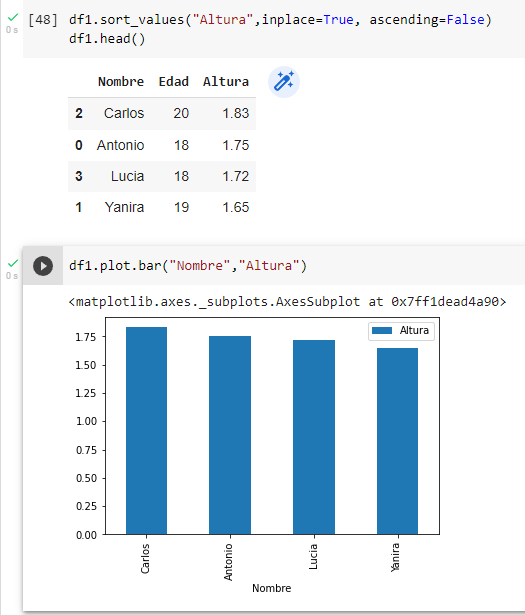 [48] df1.sort_values("Altura",inplace=True, ascending=False)
0 s
df1.head()
Nombre Edad Altura
2 Carlos 20 1.83
0 Antonio 18 1.75
3 Lucia 18 1.72
1 Yanira 19 1.65
df1.plot.bar("Nombre","Altura")
0 s
<matplotlib.axes._subplots.AxesSubplot at 0x7ff1dead4a90>
Altura
1.75
1.50
1.25
1.00
0.75
0.50
0.25
0.00
Carlos
Antonio
Lucia
Yanira
Nombre